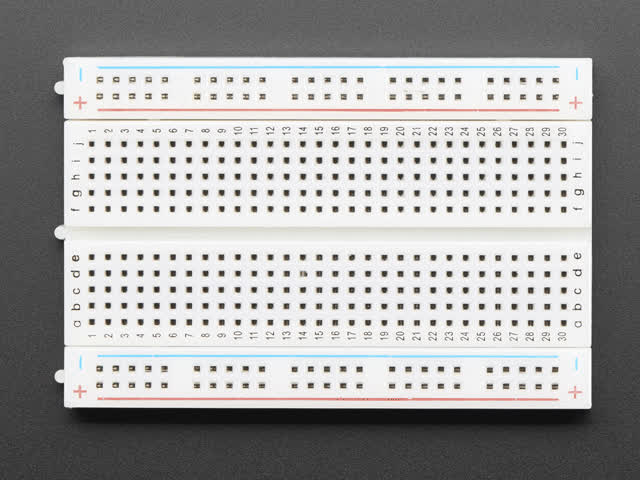 − −
+ +
1 2 3 4 5 6 7 8 9 10 11 12 13 14 15 16 17 18 19 20 21 22 23 24 25 26 27 28 29 30
j j
i i
h h
g g
f f
e e
d d
c c
b b
a a
1 2 3 4 5 6 7 8 9 10 11 12 13 14 15 16 17 18 19 20 21 22 23 24 25 26 27 28 29 30
− −
+ +